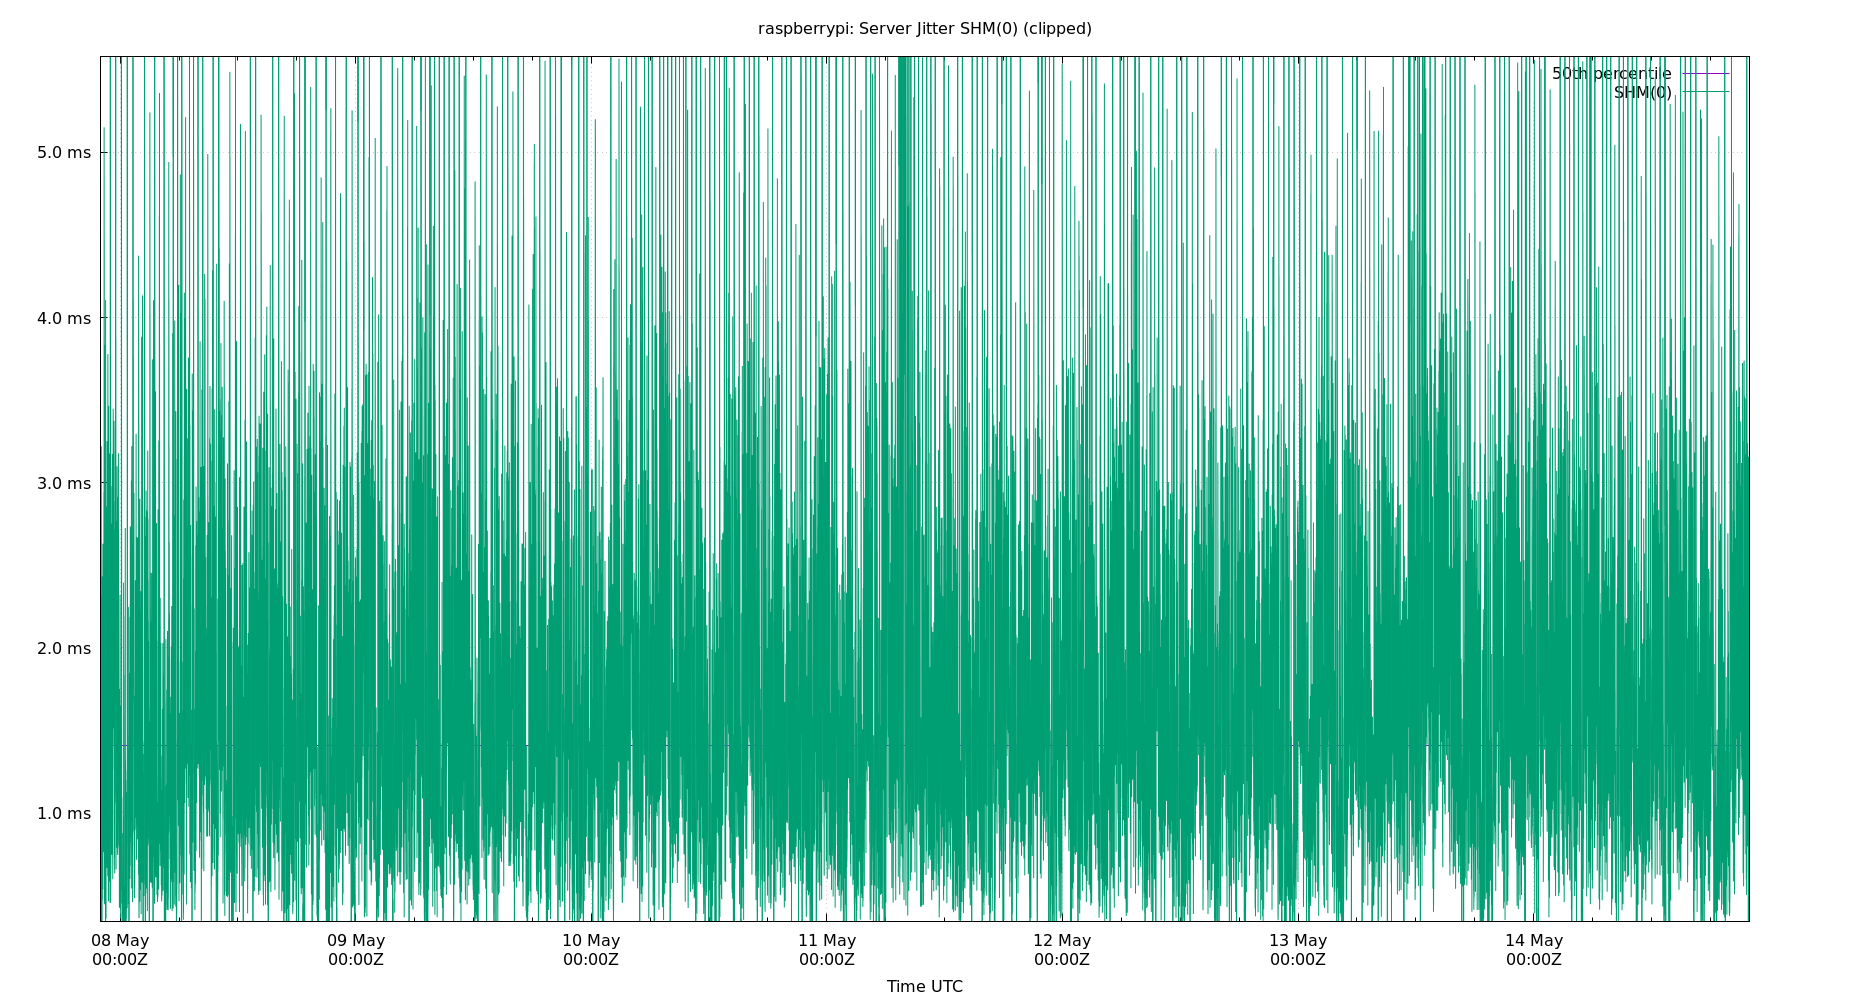 raspberrypi: Server Jitter SHM(0) (clipped)
50th percentile
SHM(0)
5.0 ms
4.0 ms
3.0 ms
2.0 ms
1.0 ms
08 May 09 May 10 May 11 May 12 May 13 May 14 May
00:00Z 00:00Z 00:00Z 00:00Z 00:00Z 00:00Z 00:00Z
Time UTC